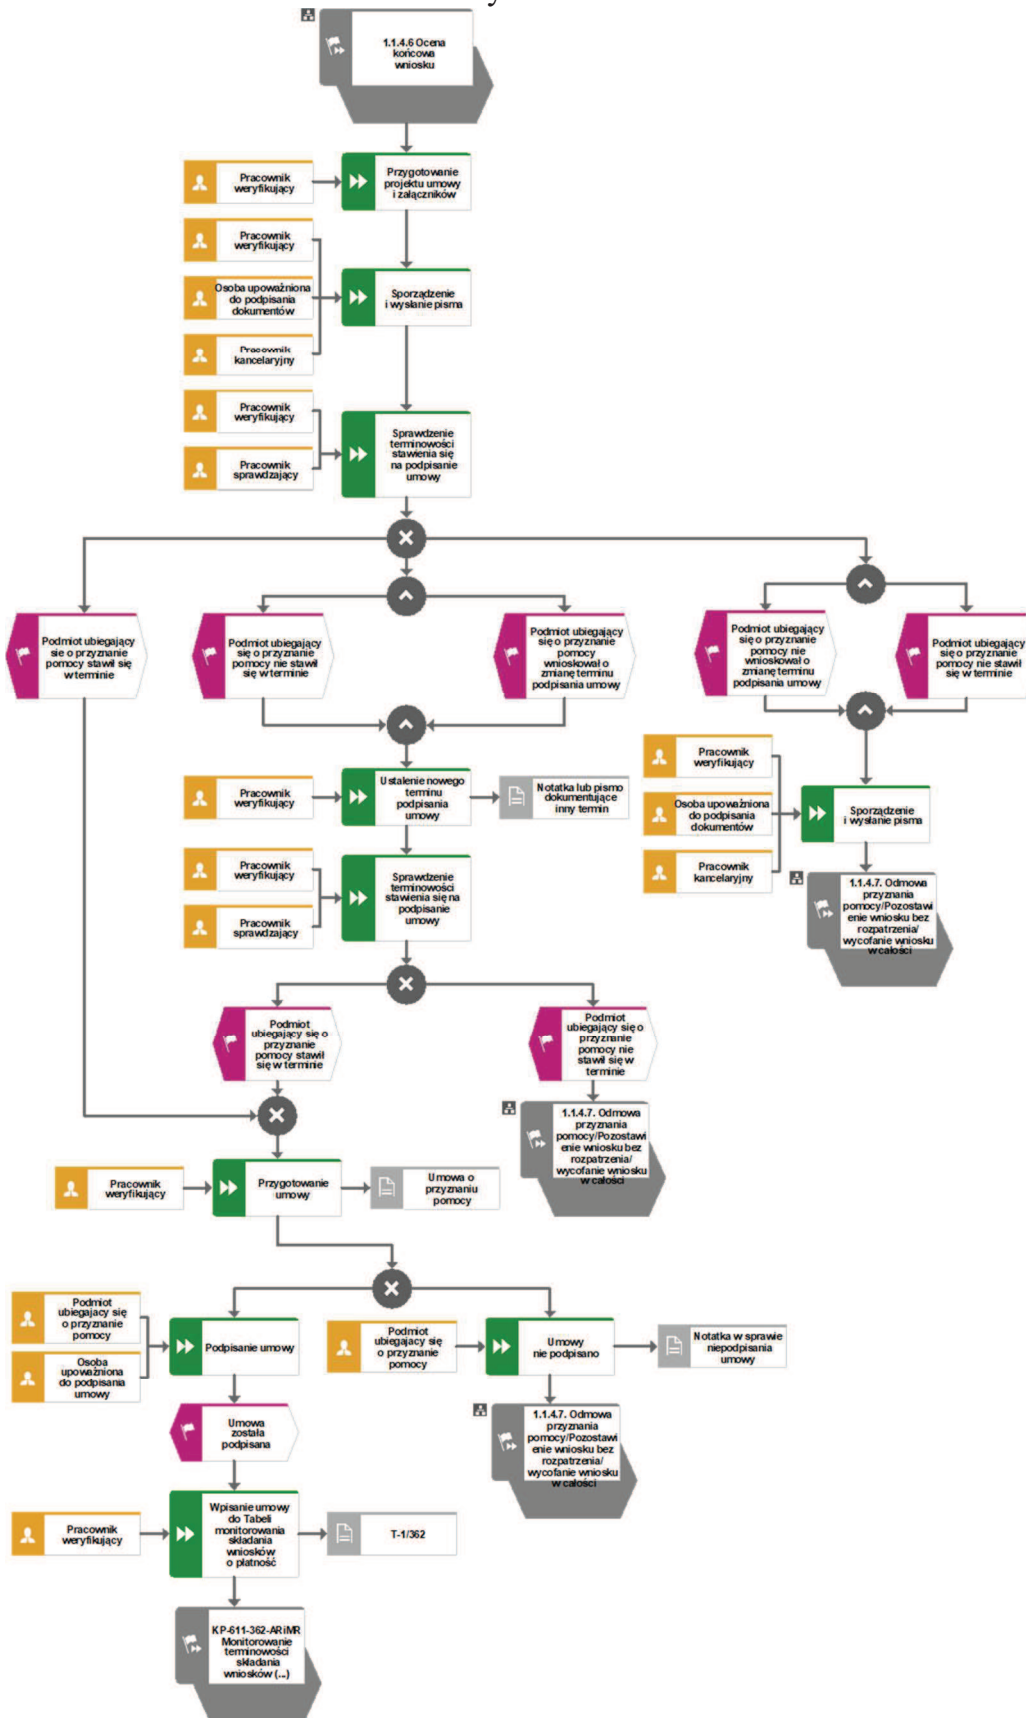 y
1.1.4.6 Ocena
końcowa
wniosku
Pracownik
weryfikujący
Przygotowanie
projektu umowy
i załączników
Pracownik
weryfikujący
Osoba upoważniona
do podpisania
dokumentów
Pracownik
kancelaryjny
Sporządzenie
i wysłanie pisma
Pracownik
weryfikujący
Pracownik
sprawdzający
Sprawdzenie
terminowości
stawienia się
na podpisanie
umowy
Podmiot ubiegający
sie o przyznanie
pomocy stawił się
w terminie
Podmiot ubiegający
się o przyznanie
pomocy nie stawił
się w terminie
Podmiot ubiegający
się o przyznanie
pomocy
wnioskował o
zmianę terminu
podpisania umowy
Podmiot ubiegający
się o przyznanie
pomocy nie
wnioskował o
zmianę terminu
podpisania umowy
Podmiot ubiegający
się o przyznanie
pomocy nie stawił
się w terminie
Pracownik
weryfikujący
Ustalenie nowego
terminu
podpisania
umowy
Notatka lub pismo
dokumentujące
inny termin
Pracownik
weryfikujący
Osoba upoważniona
do podpisania
dokumentów
Pracownik
kancelaryjny
Sporządzenie
i wysłanie pisma
Pracownik
weryfikujący
Pracownik
sprawdzający
Sprawdzenie
terminowości
stawienia się na
podpisanie
umowy
1.1.4.7. Odmowa
przyznania
pomocy/Pozostawi
enie wniosku bez
rozpatrzenia/
wycofanie wniosku
w całości
Podmiot
ubiegający się o
przyznanie
pomocy stawił
się w terminie
Podmiot
ubiegający się o
przyznanie
pomocy nie
stawił się w
terminie
1.1.4.7. Odmowa
przyznania
pomocy/Pozostawi
enie wniosku bez
rozpatrzenia/
wycofanie wniosku
w całości
Pracownik
weryfikujący
Przygotowanie
umowy
Umowa o
przyznaniu
pomocy
Podmiot
ubiegajacy się
o przyznanie
pomocy
Osoba
upoważniona
do podpisania
umowy
Podpisanie umowy
Podmiot
ubiegający się
o przyznanie
pomocy
Umowy
nie podpisano
Notatka w sprawie
niepodpisania
umowy
Umowa
została
podpisana
1.1.4.7. Odmowa
przyznania
pomocy/Pozostawi
enie wniosku bez
rozpatrzenia/
wycofanie wniosku
w całości
Pracownik
weryfikujący
Wpisanie umowy
do Tabeli
monitorowania
składania
wniosków
o płatność
T-1/362
KP-611-362-ARiMR
Monitorowanie
terminowości
składania
wniosków (...)